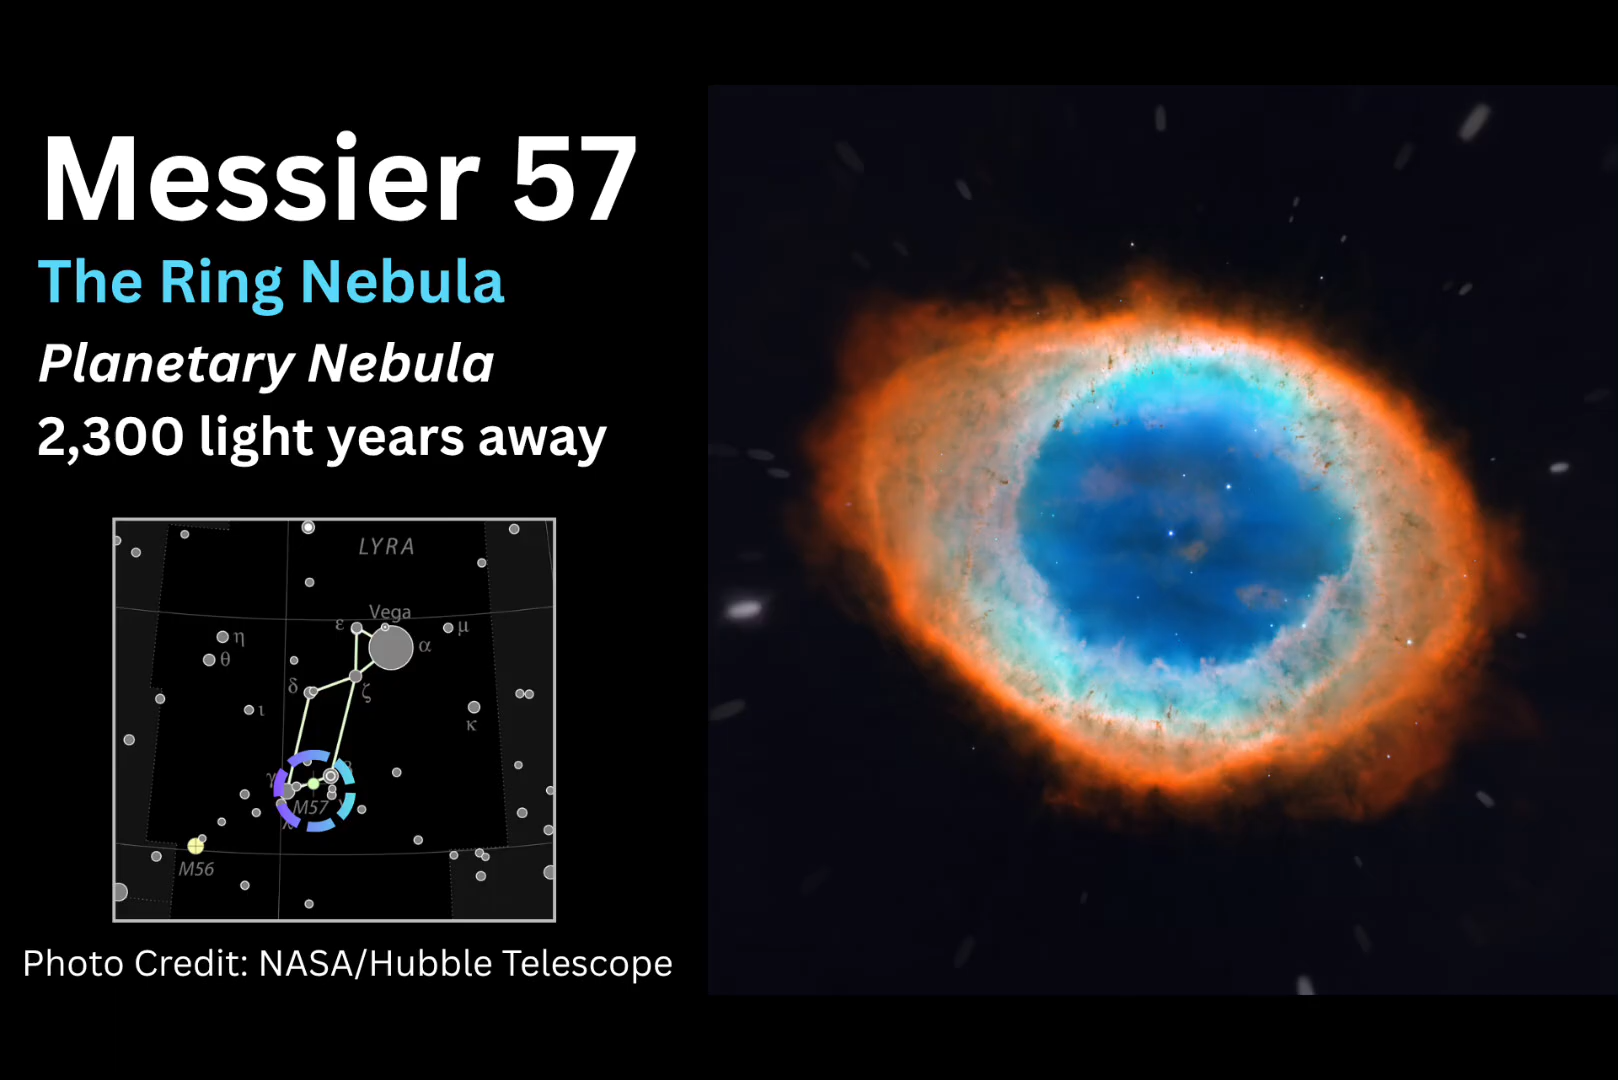 Messier 57
The Ring Nebula
Planetary Nebula
2,300 light years away
LYRA
Vega
ε
μ
α
η
θ
δ
ζ
ι
κ
γ
M57
M56
Photo Credit: NASA/Hubble Telescope